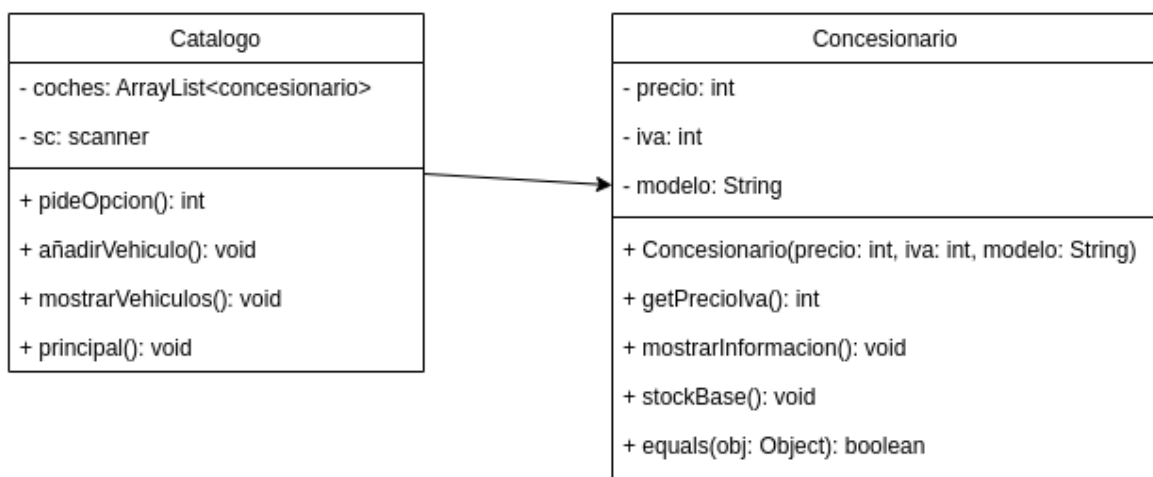 Catalogo
- coches: ArrayList<concesionario>
- sc: scanner
+ pideOpcion(): int
+ añadirVehiculo(): void
+ mostrarVehiculos(): void
+ principal(): void
Concesionario
- precio: int
- iva: int
- modelo: String
+ Concesionario(precio: int, iva: int, modelo: String)
+ getPrecioIva(): int
+ mostrarInformacion(): void
+ stockBase(): void
+ equals(obj: Object): boolean